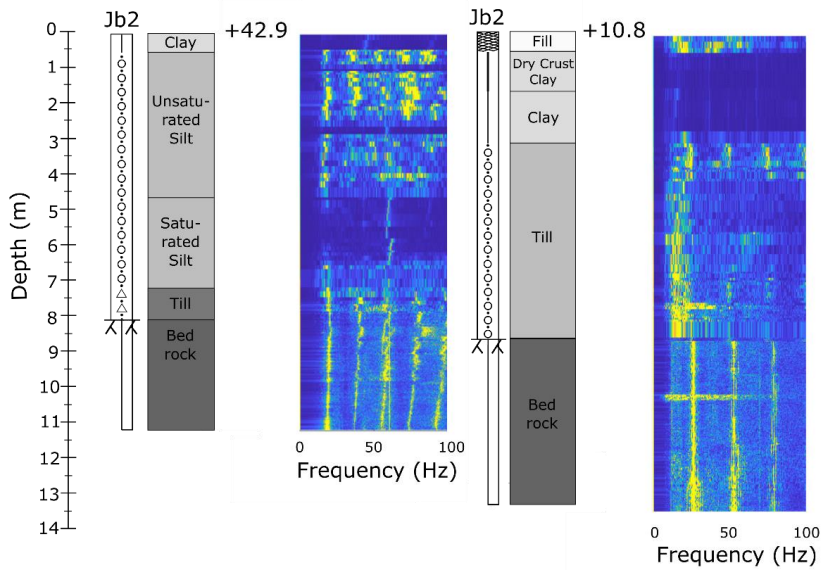 Jb2
+42.9
Jb2
+10.8
Depth (m)
0
1
2
3
4
5
6
7
8
9
10
11
12
13
14
Clay
Unsatu-
rated
Silt
Satu-
rated
Silt
Till
Bed
rock
0
50
100
Frequency (Hz)
Fill
Dry Crust
Clay
Clay
Till
Bed
rock
0
50
100
Frequency (Hz)